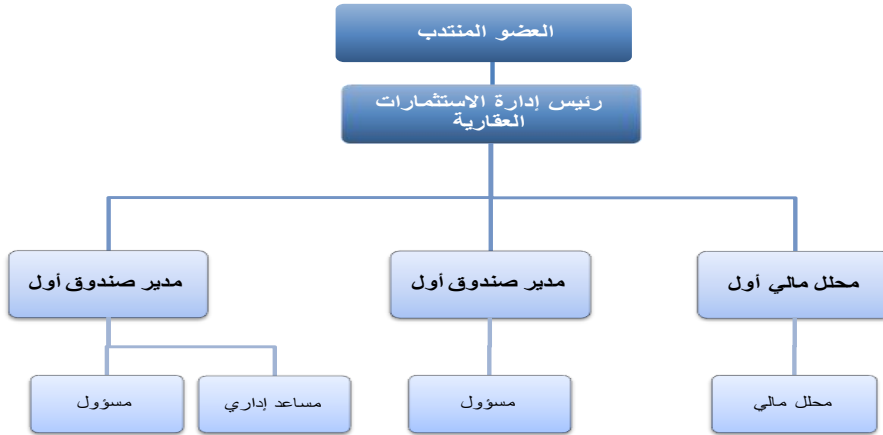 العضو المنتدب
رئيس إدارة الاستثمارات
العقارية
محلل مالي أول
مدير صندوق أول
مدير صندوق أول
محلل مالي
مسؤول
مساعد إداري
مسؤول